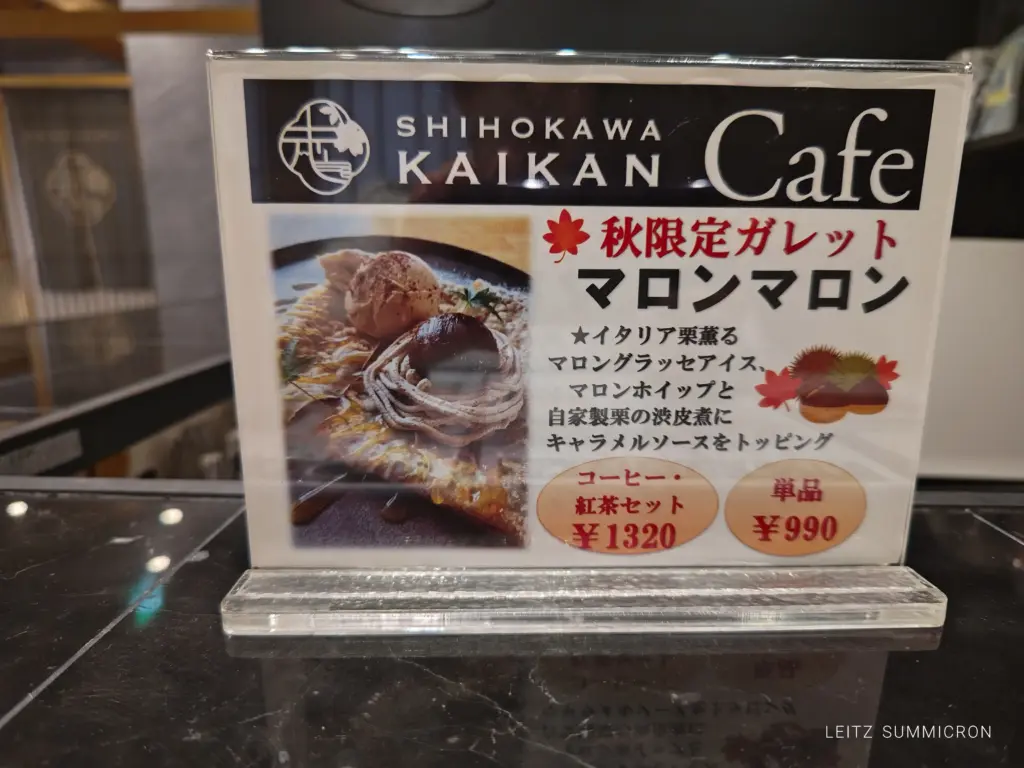 SHIHOKAWA
KAIKAN
Cafe
秋限定ガレット
マロンマロン
★イタリア栗薫る
マロングラッセアイス、
マロンホイップと
自家製栗の渋皮煮に
キャラメルソースをトッピング
コーヒー・
紅茶セット
¥1320
単品
¥990
LEITZ SUMMICRON